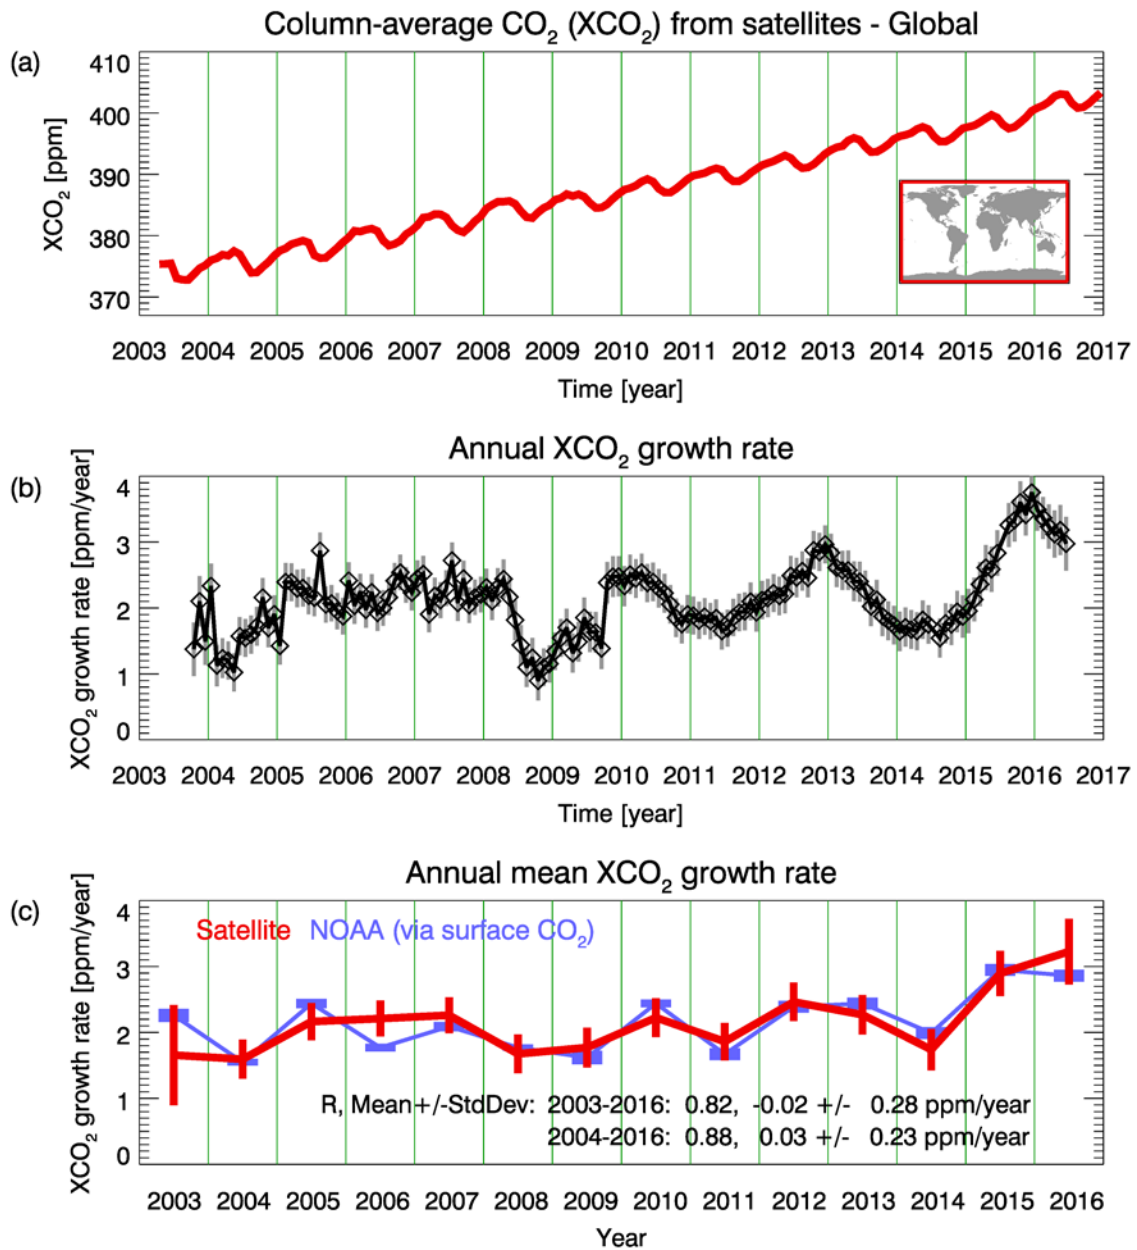 Column-average CO₂ (XCO₂) from satellites - Global
(a)
XCO₂ [ppm]
410
400
390
380
370
2003 2004 2005 2006 2007 2008 2009 2010 2011 2012 2013 2014 2015 2016 2017
Time [year]
Annual XCO₂ growth rate
(b)
XCO₂ growth rate [ppm/year]
4
3
2
1
0
2003 2004 2005 2006 2007 2008 2009 2010 2011 2012 2013 2014 2015 2016 2017
Time [year]
Annual mean XCO₂ growth rate
(c)
XCO₂ growth rate [ppm/year]
4
3
2
1
0
Satellite NOAA (via surface CO₂)
R, Mean+/-StdDev: 2003-2016: 0.82, -0.02 +/- 0.28 ppm/year
2004-2016: 0.88, 0.03 +/- 0.23 ppm/year
2003 2004 2005 2006 2007 2008 2009 2010 2011 2012 2013 2014 2015 2016
Year